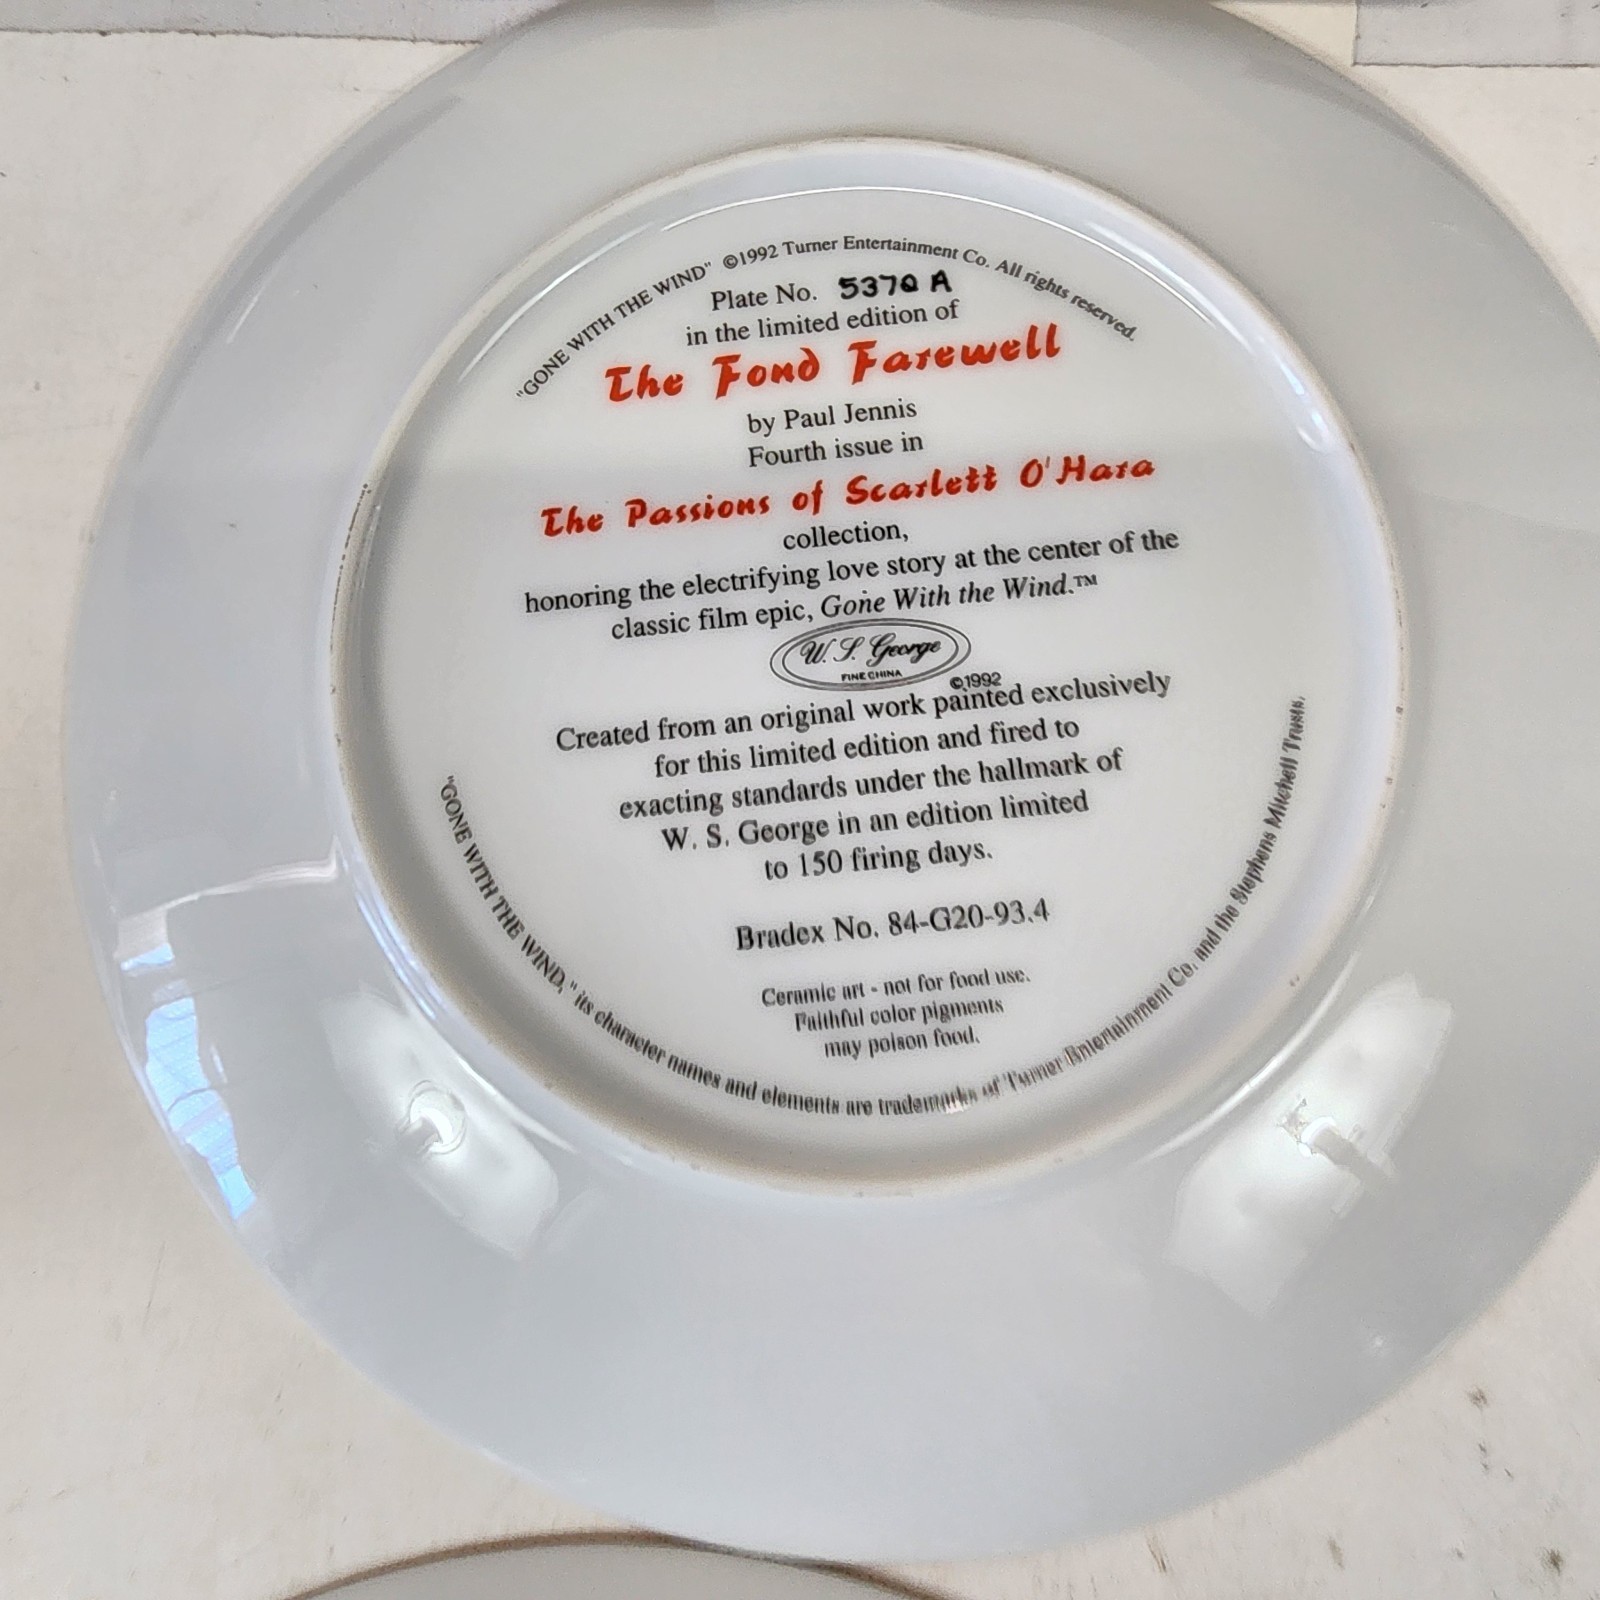 "GONE WITH THE WIND" ©1992 Turner Entertainment Co. All rights reserved.
Plate No. 5370 A
in the limited edition of
The Fond Farewell
by Paul Jennis
Fourth issue in
The Passions of Scarlett O'Hara
collection,
honoring the electrifying love story at the center of the
classic film epic, Gone With the Wind.™
W. S. George
FINE CHINA
©1992
Created from an original work painted exclusively
for this limited edition and fired to
exacting standards under the hallmark of
W. S. George in an edition limited
to 150 firing days.
Bradex No. 84-G20-93.4
Ceramic art - not for food use.
Faithful color pigments
may poison food.
"GONE WITH THE WIND," its character names and elements are trademarks of Turner Entertainment Co. and the Stephens Mitchell Trusts.